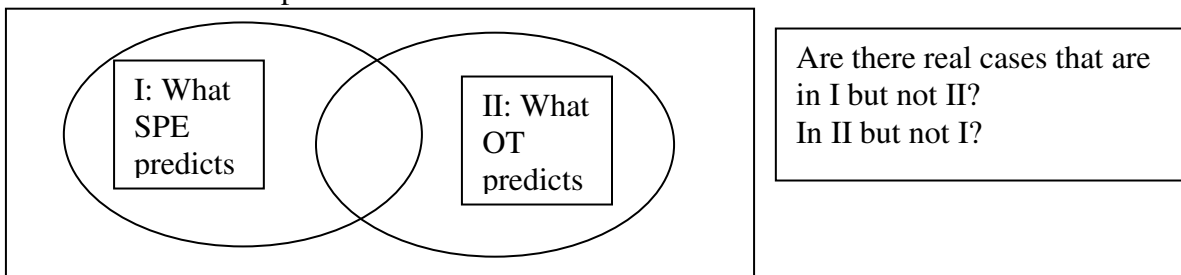 I: What
SPE
predicts
II: What
OT
predicts
Are there real cases that are
in I but not II?
In II but not I?